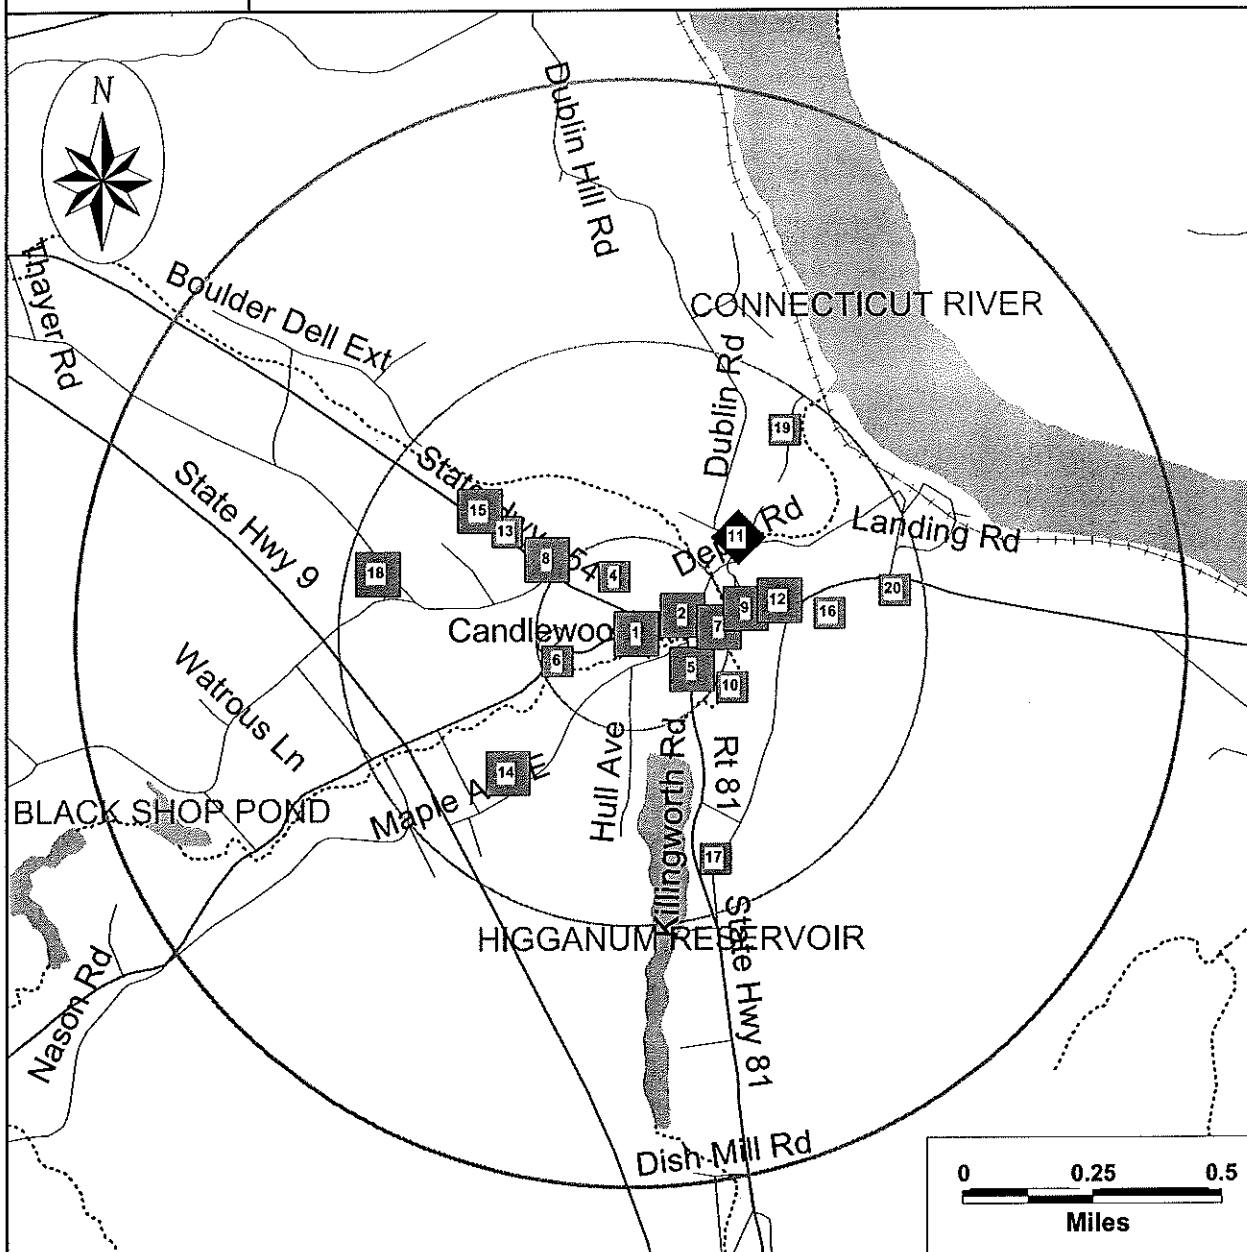 N
Dublin Hill Rd
Thayer Rd
Boulder Dell Ext
CONNECTICUT RIVER
Dublin Rd
19
State Hwy 9
State Hwy 154
15
13
11
Landing Rd
8
4
18
20
12
9
16
2
7
1
Candlewoo
6
5
10
Watrous Ln
14
Maple A E
Hull Ave
Killingworth Rd
Rt 81
BLACK SHOP POND
17
HIGGANUM RESERVOIR
State Hwy 81
Nason Rd
Dish Mill Rd
0 0.25 0.5
Miles